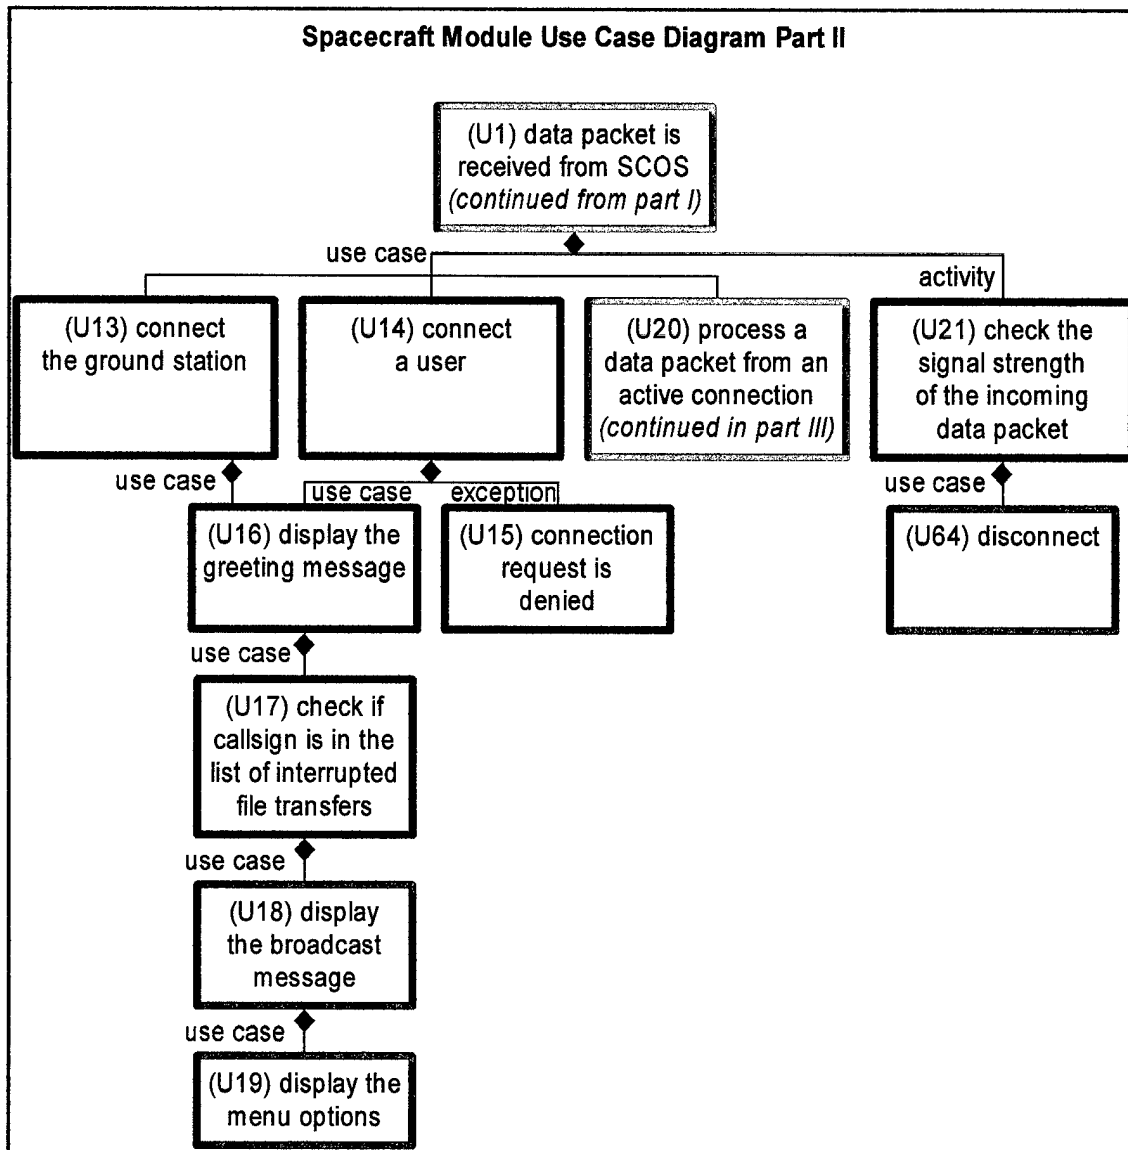 Spacecraft Module Use Case Diagram Part II
(U1) data packet is
received from SCOS
(continued from part I)
use case
activity
(U13) connect
the ground station
(U14) connect
a user
(U20) process a
data packet from an
active connection
(continued in part III)
(U21) check the
signal strength
of the incoming
data packet
use case
use case
exception
use case
(U16) display the
greeting message
(U15) connection
request is
denied
(U64) disconnect
use case
(U17) check if
callsign is in the
list of interrupted
file transfers
use case
(U18) display
the broadcast
message
use case
(U19) display the
menu options